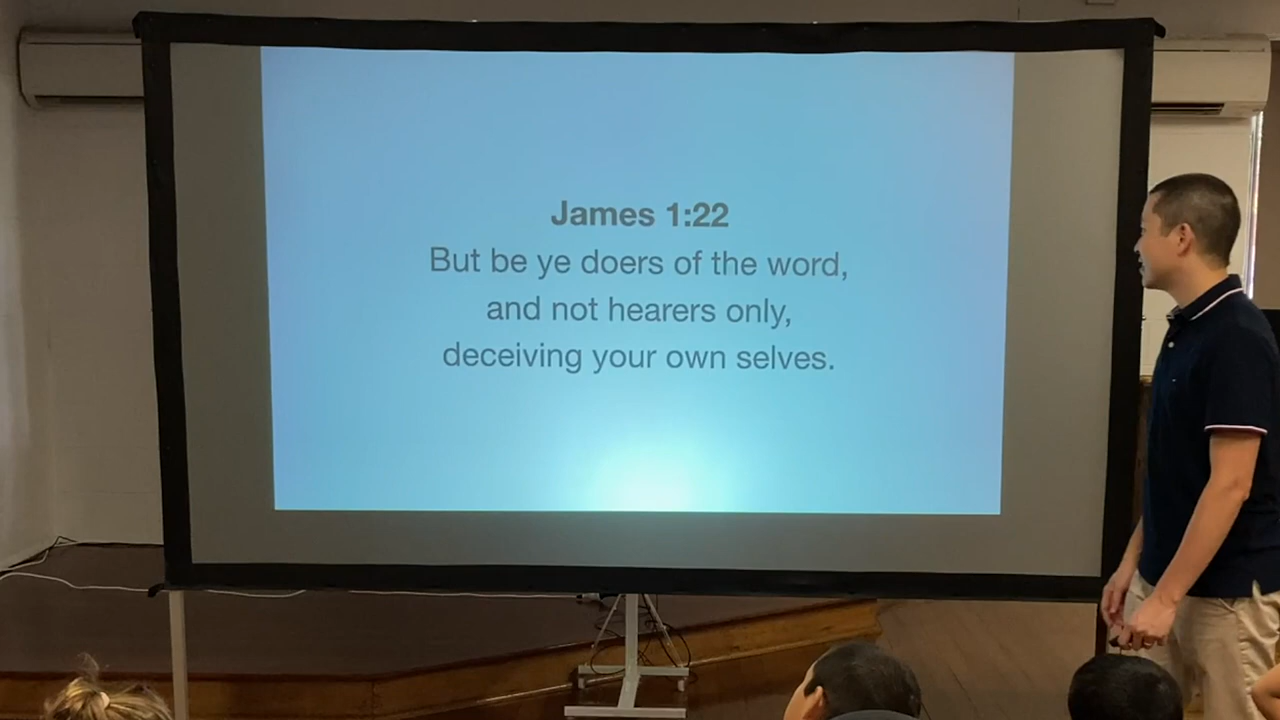 James 1:22
But be ye doers of the word,
and not hearers only,
deceiving your own selves.